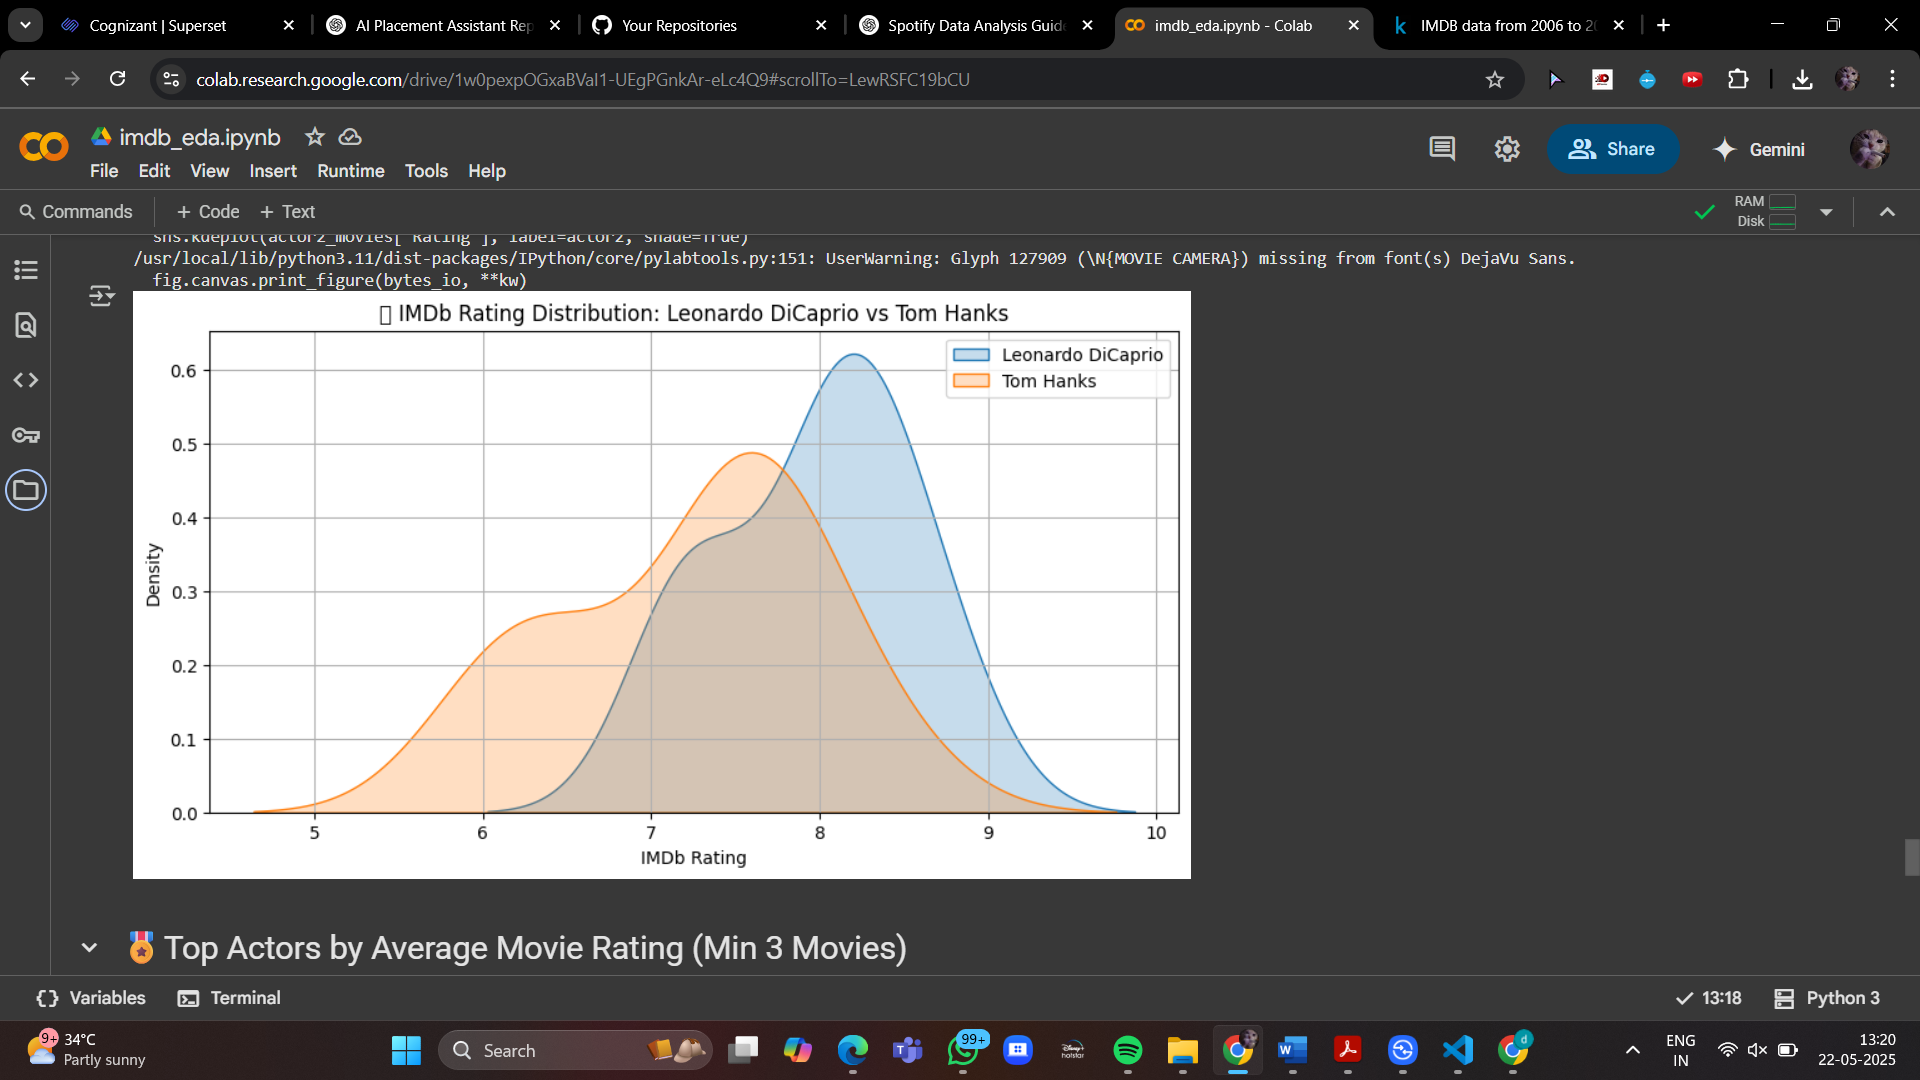 Cognizant | Superset
AI Placement Assistant Rep
Your Repositories
Spotify Data Analysis Guide
imdb_eda.ipynb - Colab
IMDB data from 2006 to 20
colab.research.google.com/drive/1w0pexpOGxaBVaI1-UEgPGnkAr-eLc4Q9#scrollTo=LewRSFC19bCU
imdb_eda.ipynb
File Edit View Insert Runtime Tools Help
Share
Gemini
Commands + Code + Text
RAM
Disk
sns.kdeplot(actor2_movies['Rating'], label=actor2, shade=True)
/usr/local/lib/python3.11/dist-packages/IPython/core/pylabtools.py:151: UserWarning: Glyph 127909 (\N{MOVIE CAMERA}) missing from font(s) DejaVu Sans.
fig.canvas.print_figure(bytes_io, **kw)
IMDb Rating Distribution: Leonardo DiCaprio vs Tom Hanks
Leonardo DiCaprio
Tom Hanks
0.6
0.5
0.4
0.3
0.2
0.1
0.0
Density
5 6 7 8 9 10
IMDb Rating
Top Actors by Average Movie Rating (Min 3 Movies)
Variables Terminal
13:18 Python 3
9+ 34°C
Partly sunny
Search
99+
Disney+
hotstar
d
ENG
IN
13:20
22-05-2025